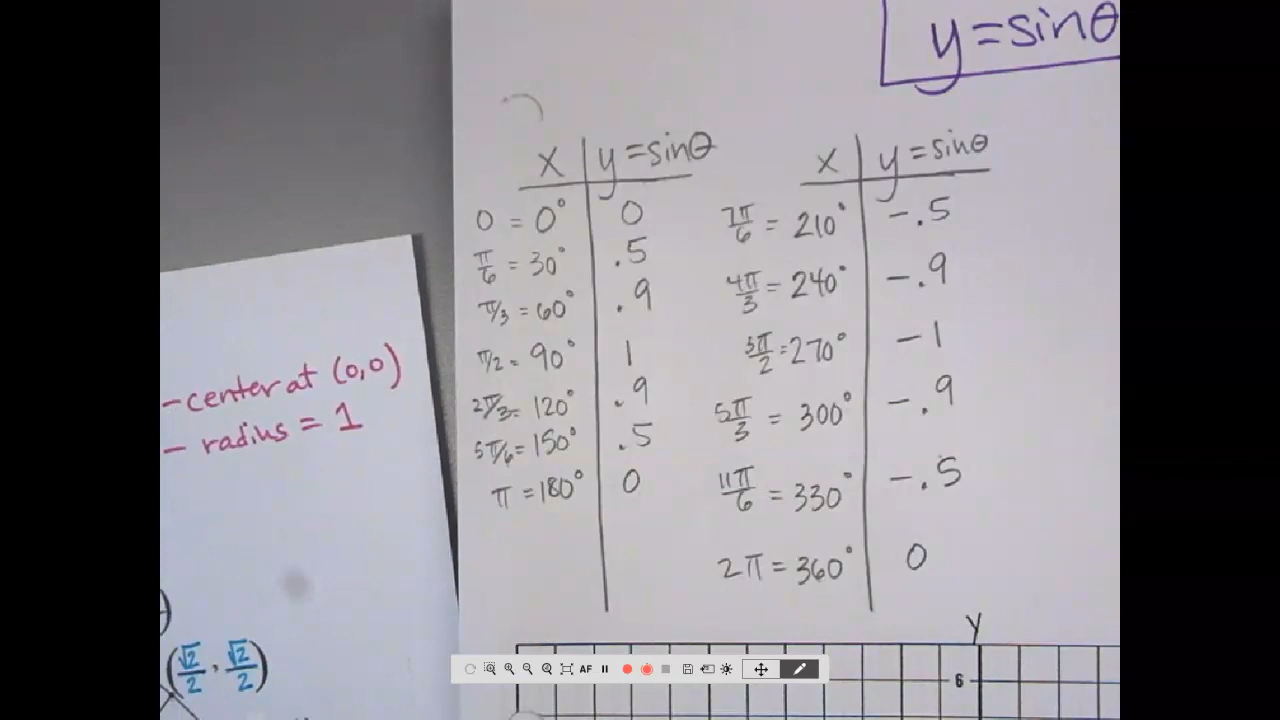 y=sinθ
x y=sinθ
0 = 0° 0
π/6 = 30° .5
π/3 = 60° .9
π/2 = 90° 1
2π/3 = 120° .9
5π/6 = 150° .5
π = 180° 0
x y=sinθ
7π/6 = 210° -.5
4π/3 = 240° -.9
3π/2 = 270° -1
5π/3 = 300° -.9
11π/6 = 330° -.5
2π = 360° 0
- center at (0,0)
- radius = 1
(√2/2, √2/2)
Y
AF
6